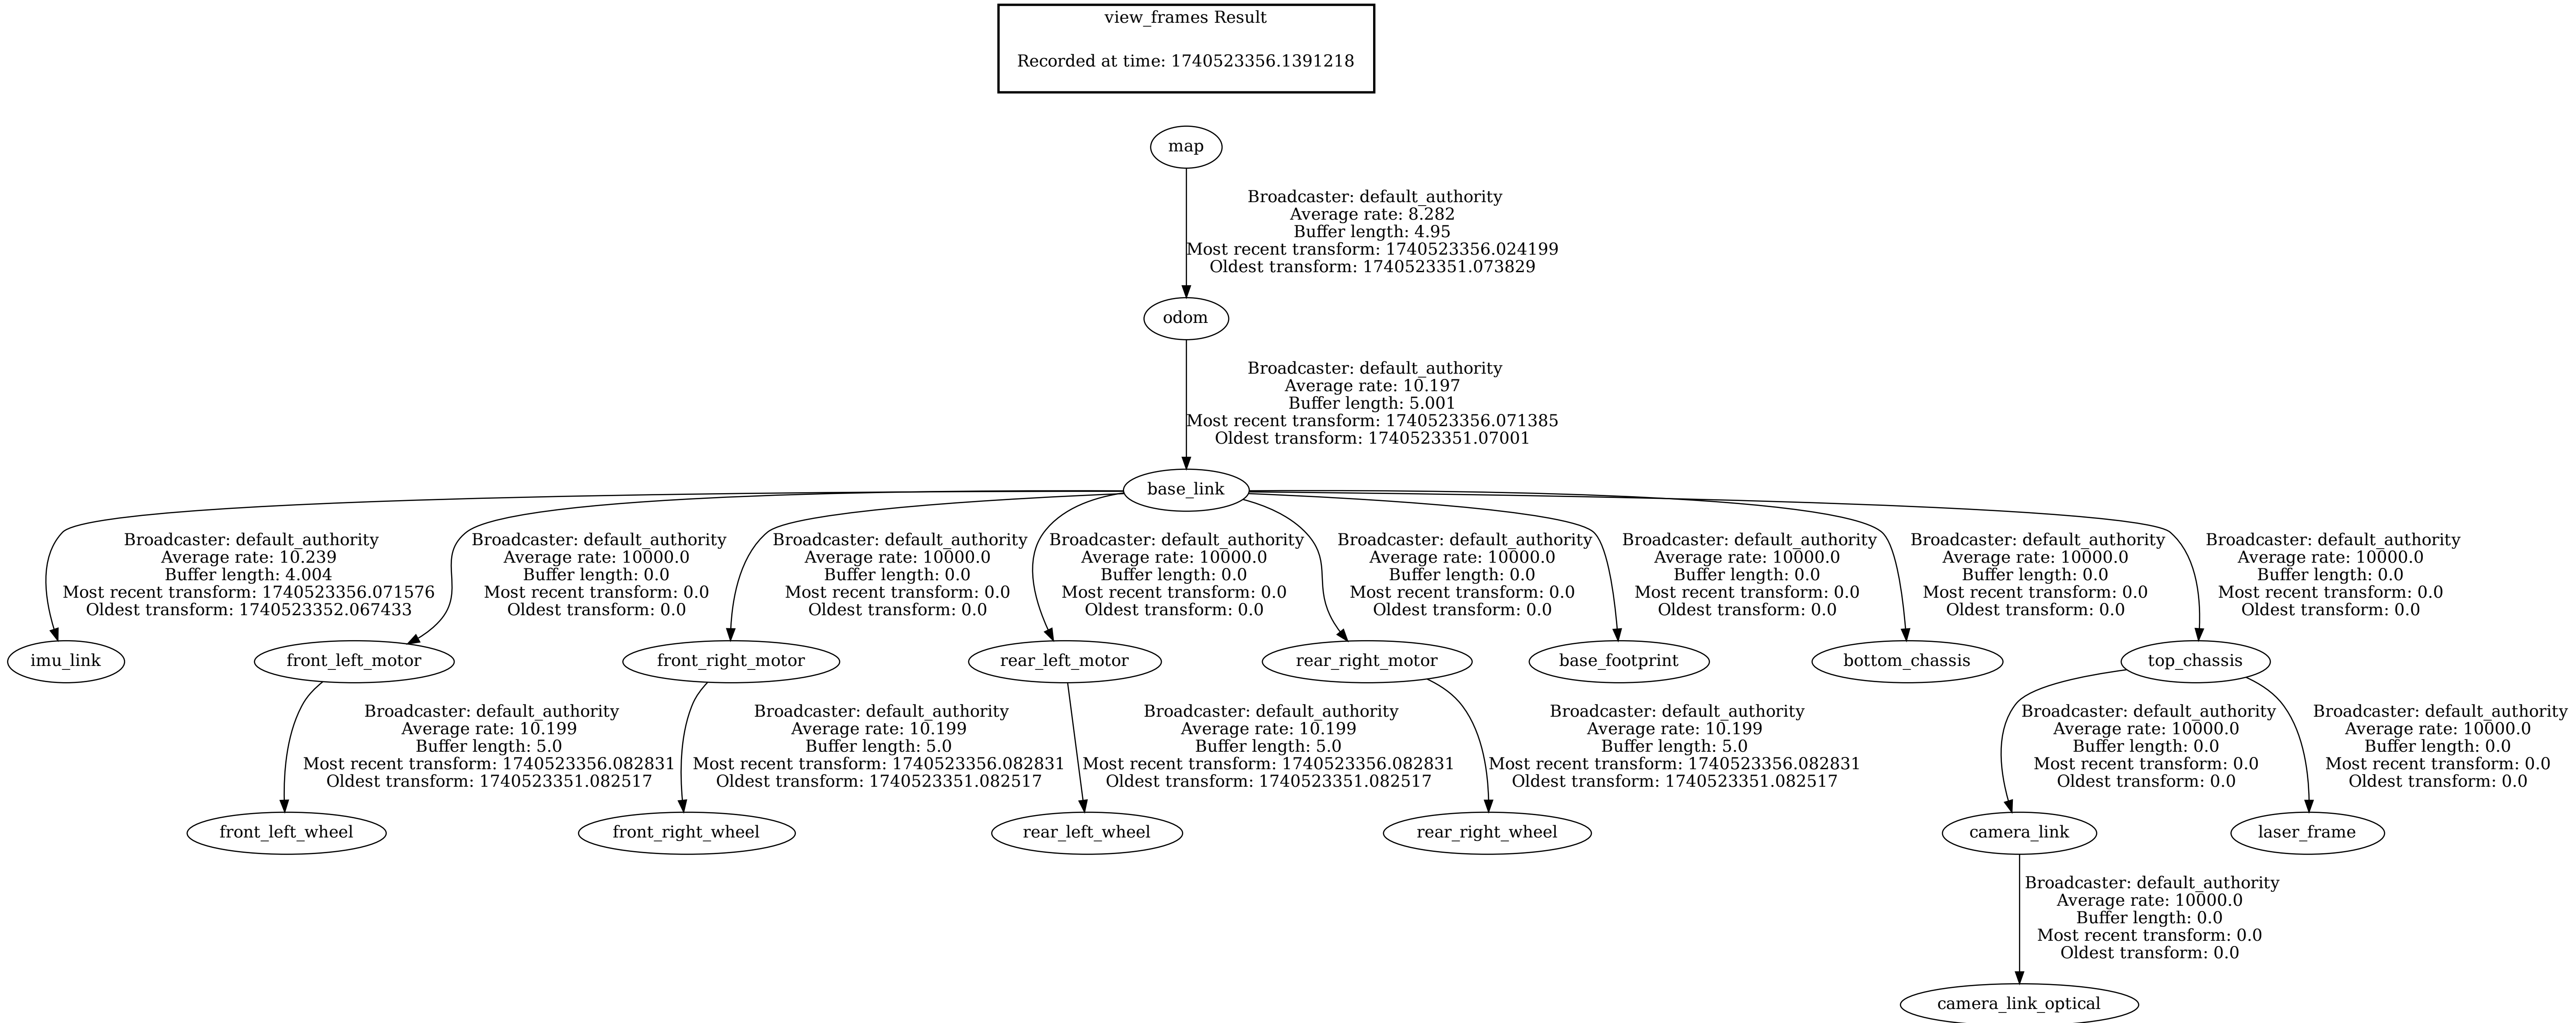 view_frames Result
Recorded at time: 1740523356.1391218
map
Broadcaster: default_authority
Average rate: 8.282
Buffer length: 4.95
Most recent transform: 1740523356.024199
Oldest transform: 1740523351.073829
odom
Broadcaster: default_authority
Average rate: 10.197
Buffer length: 5.001
Most recent transform: 1740523356.071385
Oldest transform: 1740523351.07001
base_link
Broadcaster: default_authority
Average rate: 10.239
Buffer length: 4.004
Most recent transform: 1740523356.071576
Oldest transform: 1740523352.067433
Broadcaster: default_authority
Average rate: 10000.0
Buffer length: 0.0
Most recent transform: 0.0
Oldest transform: 0.0
Broadcaster: default_authority
Average rate: 10000.0
Buffer length: 0.0
Most recent transform: 0.0
Oldest transform: 0.0
Broadcaster: default_authority
Average rate: 10000.0
Buffer length: 0.0
Most recent transform: 0.0
Oldest transform: 0.0
Broadcaster: default_authority
Average rate: 10000.0
Buffer length: 0.0
Most recent transform: 0.0
Oldest transform: 0.0
Broadcaster: default_authority
Average rate: 10000.0
Buffer length: 0.0
Most recent transform: 0.0
Oldest transform: 0.0
Broadcaster: default_authority
Average rate: 10000.0
Buffer length: 0.0
Most recent transform: 0.0
Oldest transform: 0.0
Broadcaster: default_authority
Average rate: 10000.0
Buffer length: 0.0
Most recent transform: 0.0
Oldest transform: 0.0
imu_link
front_left_motor
front_right_motor
rear_left_motor
rear_right_motor
base_footprint
bottom_chassis
top_chassis
Broadcaster: default_authority
Average rate: 10.199
Buffer length: 5.0
Most recent transform: 1740523356.082831
Oldest transform: 1740523351.082517
Broadcaster: default_authority
Average rate: 10.199
Buffer length: 5.0
Most recent transform: 1740523356.082831
Oldest transform: 1740523351.082517
Broadcaster: default_authority
Average rate: 10.199
Buffer length: 5.0
Most recent transform: 1740523356.082831
Oldest transform: 1740523351.082517
Broadcaster: default_authority
Average rate: 10.199
Buffer length: 5.0
Most recent transform: 1740523356.082831
Oldest transform: 1740523351.082517
Broadcaster: default_authority
Average rate: 10000.0
Buffer length: 0.0
Most recent transform: 0.0
Oldest transform: 0.0
Broadcaster: default_authority
Average rate: 10000.0
Buffer length: 0.0
Most recent transform: 0.0
Oldest transform: 0.0
front_left_wheel
front_right_wheel
rear_left_wheel
rear_right_wheel
camera_link
laser_frame
Broadcaster: default_authority
Average rate: 10000.0
Buffer length: 0.0
Most recent transform: 0.0
Oldest transform: 0.0
camera_link_optical